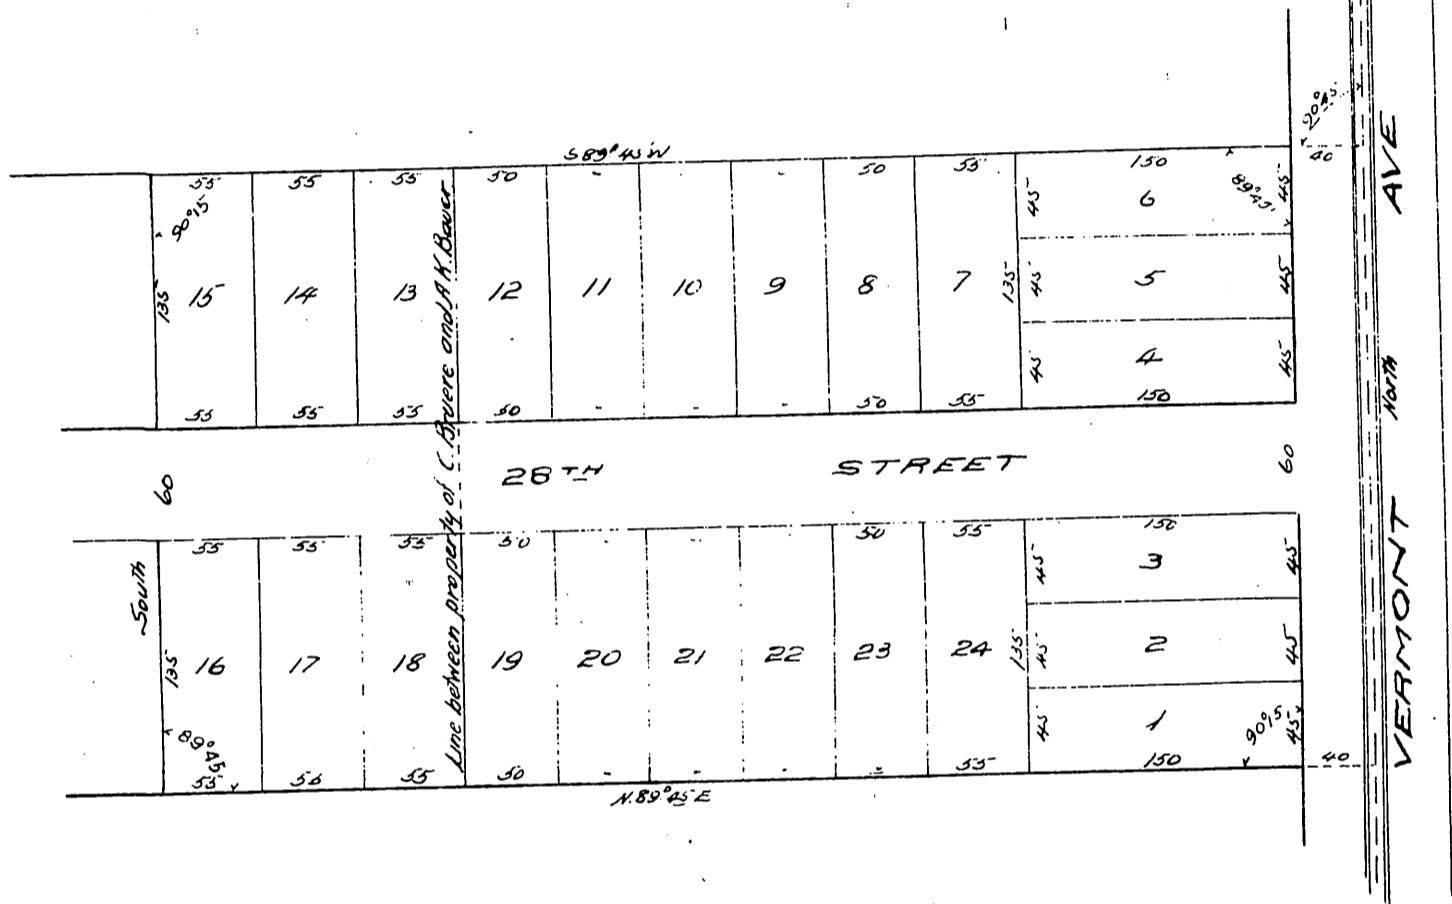 S 89° 45' W
55 55 55 50 - - - 50 55 150 40
90°15' 45 6 89°45' 45
135 15 14 13 12 11 10 9 8 7 135 45 5 45
45 4 45
55 55 55 50 - - - 50 55 150
Line between property of C. Bruere and A K. Bauer
60 28TH STREET 60
55 55 55 50 - - - 50 55 150
South 45 3 45
135 16 17 18 19 20 21 22 23 24 135 45 2 45
89°45' 45 1 90°15' 45
55 55 50 - - - 55 150 40
N. 89° 45' E
VERMONT North AVE